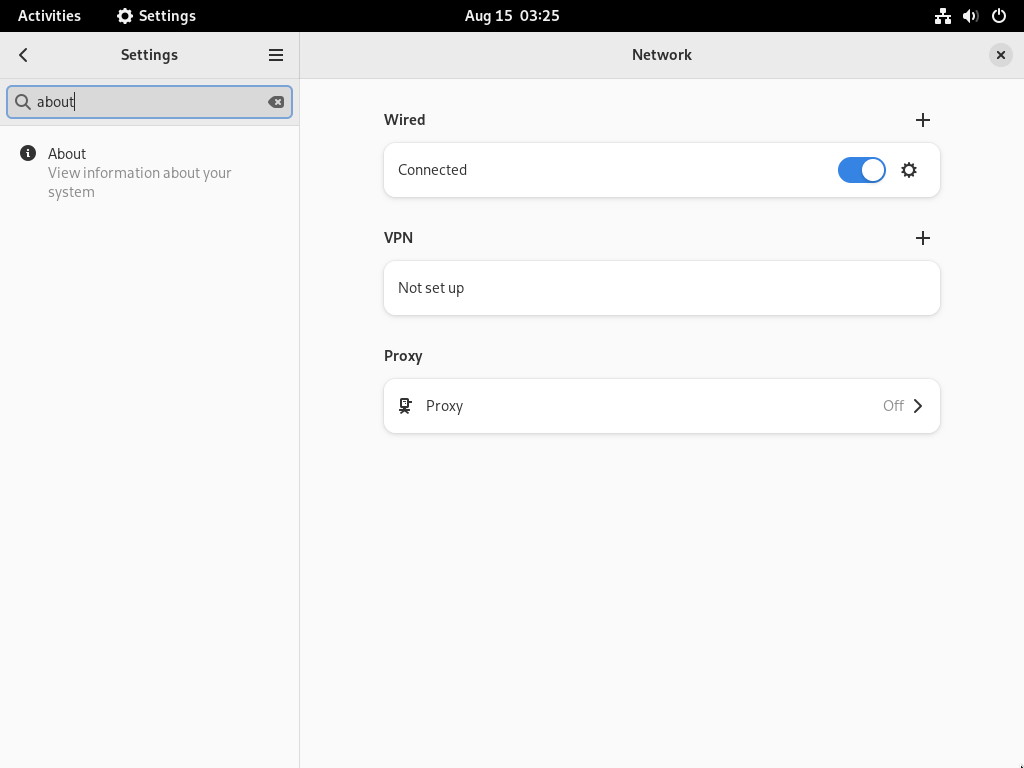 Activities
Settings
Aug 15 03:25
Settings
Network
about
About
View information about your
system
Wired
Connected
VPN
Not set up
Proxy
Proxy
Off